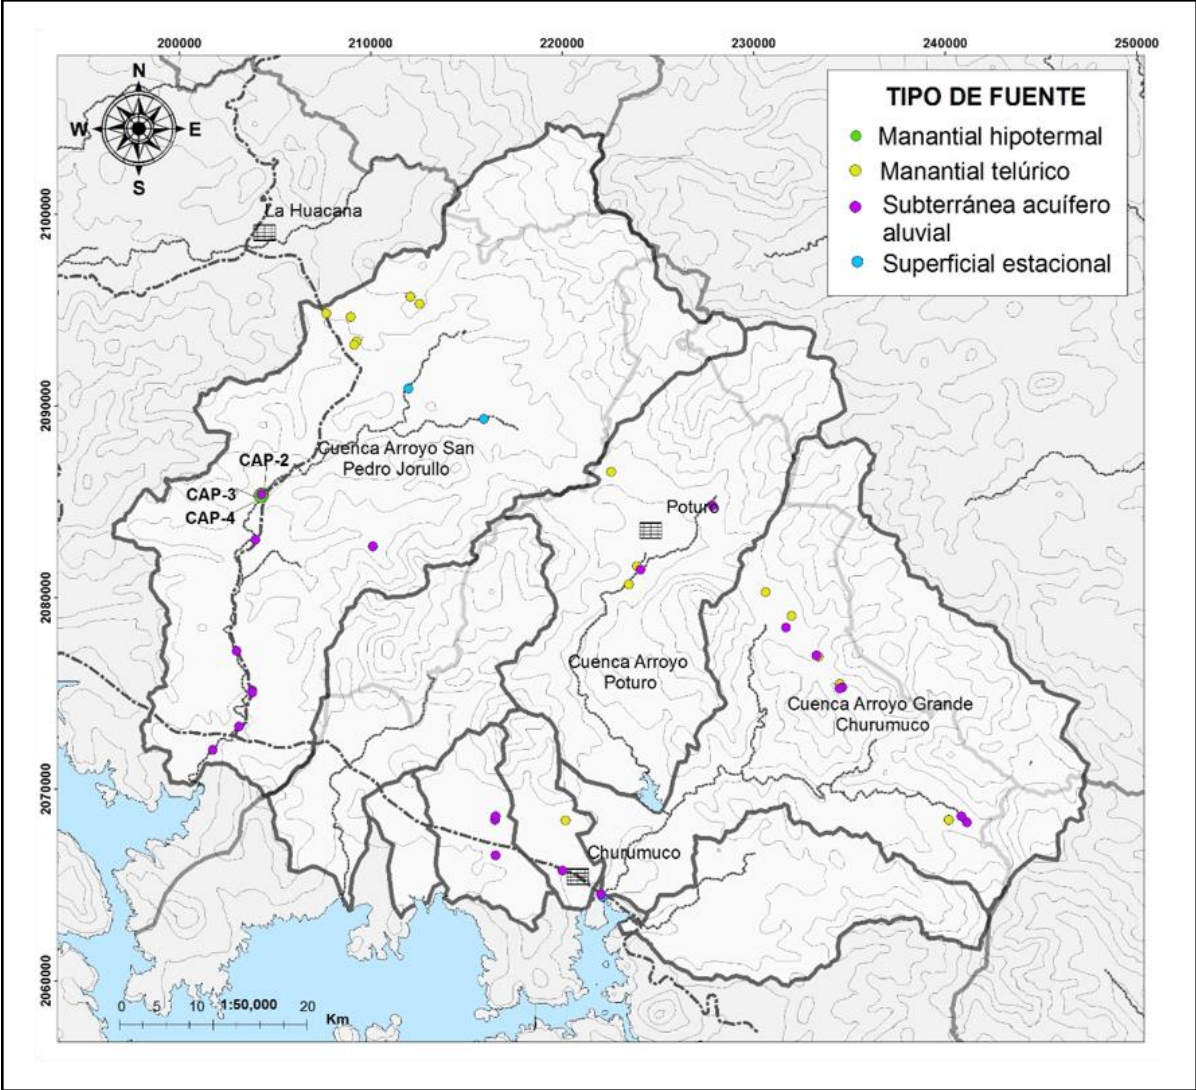 200000
210000
220000
230000
240000
250000
N
W
E
S
TIPO DE FUENTE
Manantial hipotermal
Manantial telúrico
Subterránea acuífero
aluvial
Superficial estacional
2100000
2090000
2080000
2070000
2060000
La Huacana
Cuenca Arroyo San
Pedro Jorullo
CAP-2
CAP-3
CAP-4
Poturo
Cuenca Arroyo
Poturo
Cuenca Arroyo Grande
Churumuco
Churumuco
0 5 10 1:50,000 20
Km